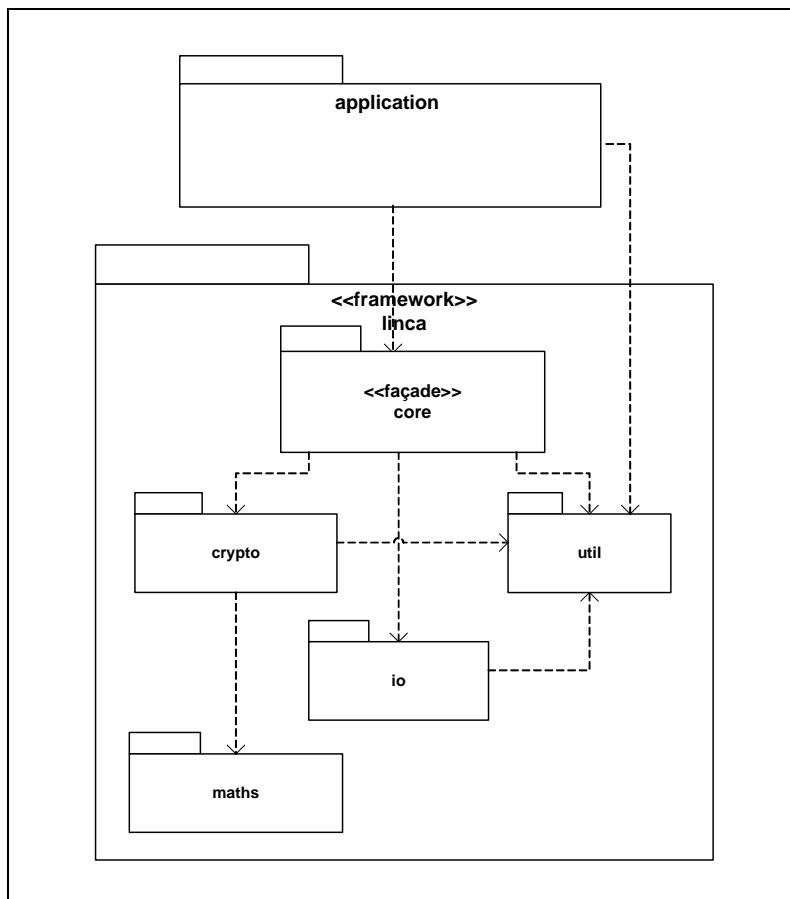 application
<<framework>>
linca
<<façade>>
core
crypto
util
io
maths